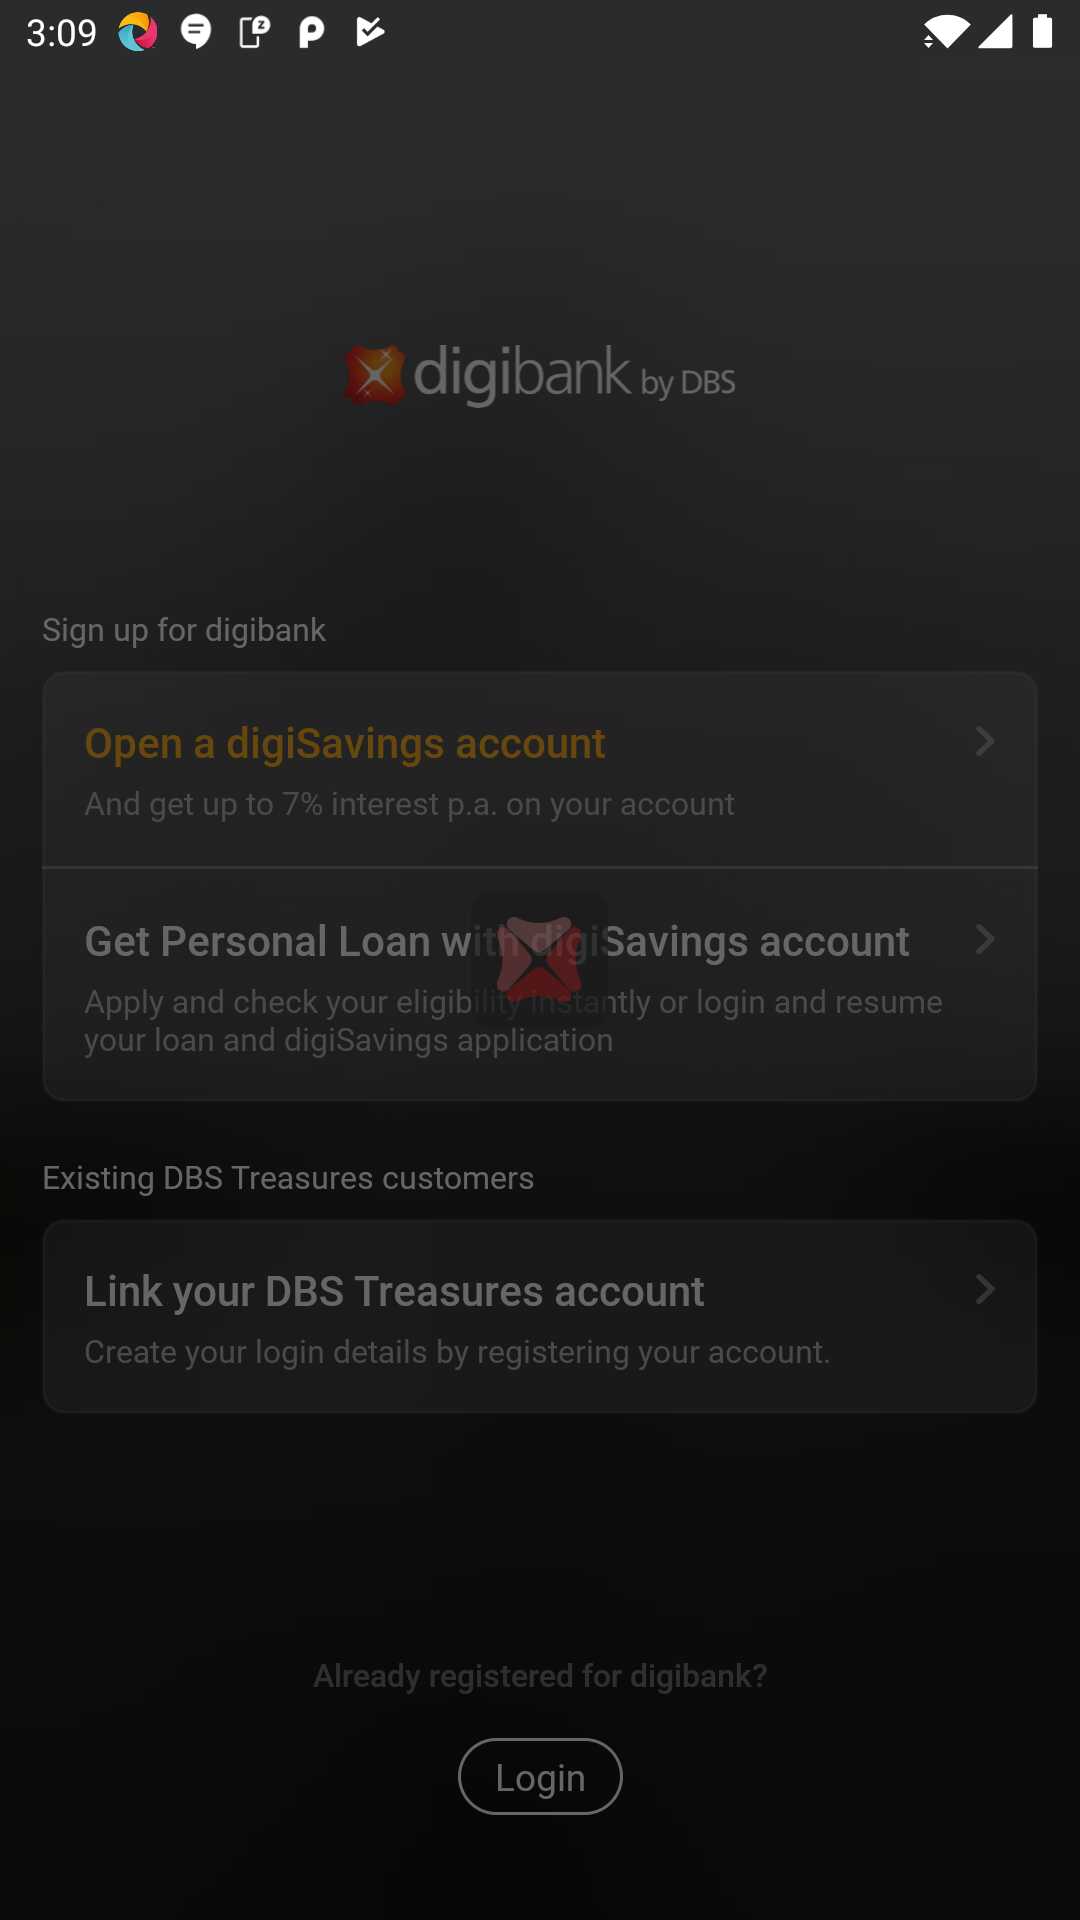 3:09
digibank by DBS
Sign up for digibank
Open a digiSavings account
And get up to 7% interest p.a. on your account
Get Personal Loan with digiSavings account
Apply and check your eligibility instantly or login and resume
your loan and digiSavings application
Existing DBS Treasures customers
Link your DBS Treasures account
Create your login details by registering your account.
Already registered for digibank?
Login